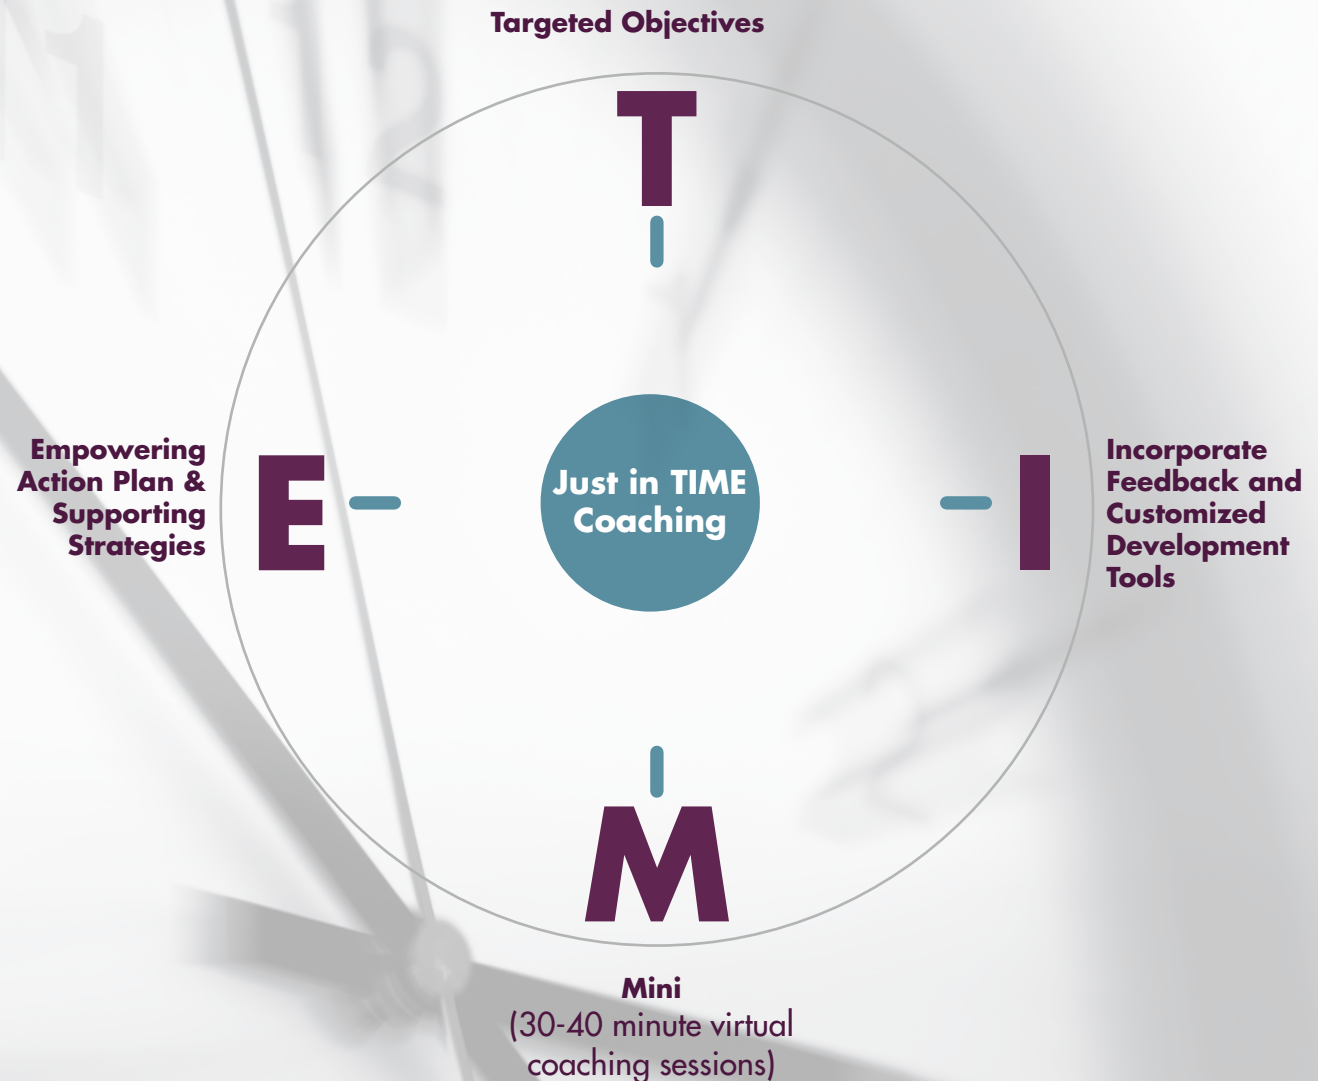 Targeted Objectives
T
Empowering
Action Plan &
Supporting
Strategies
E
Just in TIME
Coaching
I
Incorporate
Feedback and
Customized
Development
Tools
M
Mini
(30-40 minute virtual
coaching sessions)
12